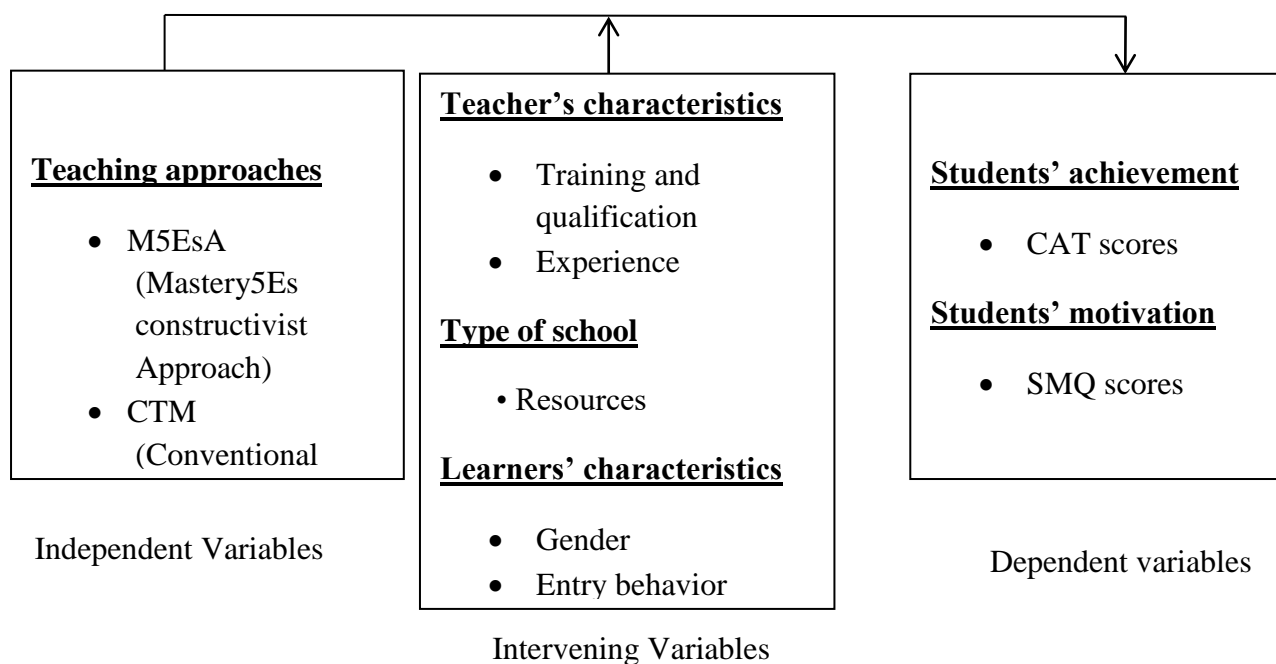 Teaching approaches
• M5EsA
(Mastery5Es
constructivist
Approach)
• CTM
(Conventional
Independent Variables
Teacher’s characteristics
• Training and
qualification
• Experience
Type of school
• Resources
Learners’ characteristics
• Gender
• Entry behavior
Intervening Variables
Students’ achievement
• CAT scores
Students’ motivation
• SMQ scores
Dependent variables